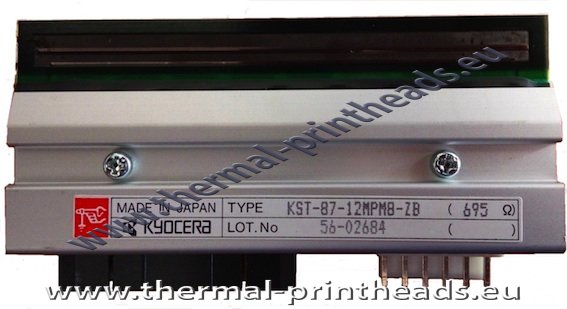 www.thermal-printheads.eu
MADE IN JAPAN TYPE KST-87-12MPM8-ZB ( 695 Ω)
KYOCERA LOT.No 56-02684 ( )
www.thermal-printheads.eu